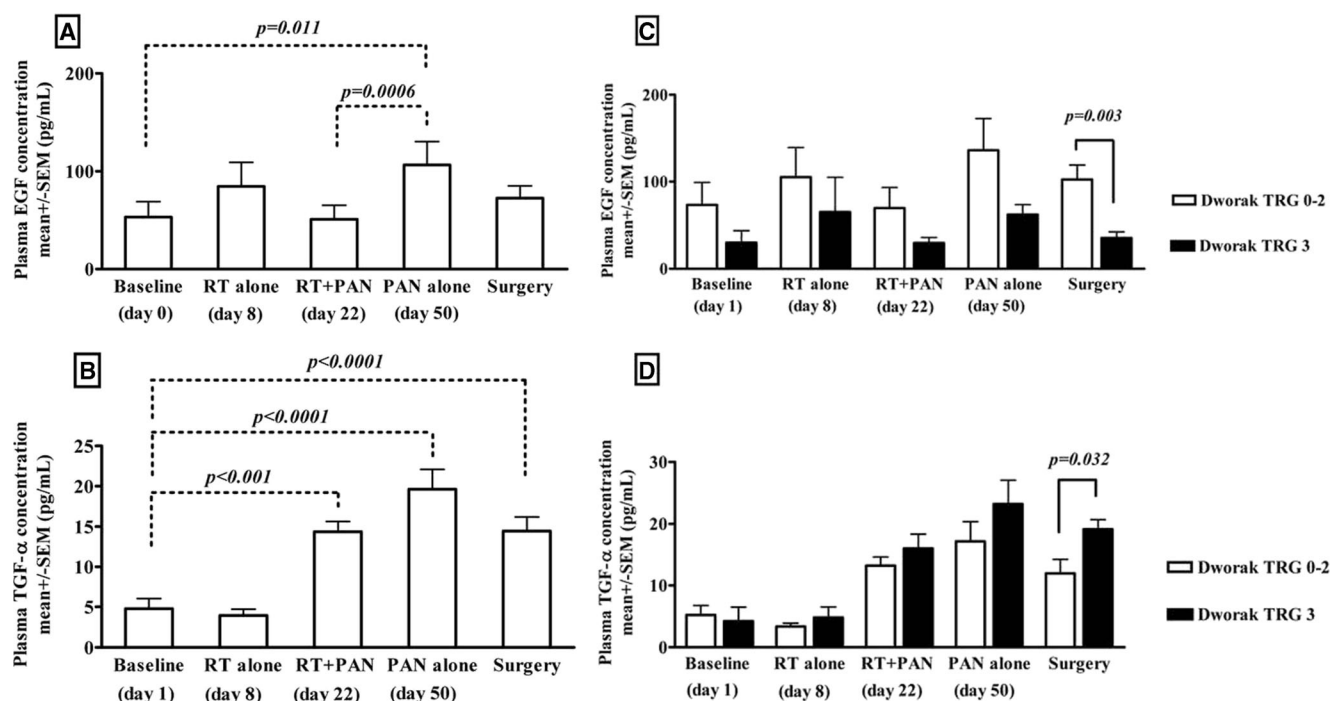 A
p=0.011
p=0.0006
200
100
0
Plasma EGF concentration
mean+/-SEM (pg/mL)
Baseline RT alone RT+PAN PAN alone Surgery
(day 0) (day 8) (day 22) (day 50)
B
p<0.0001
p<0.0001
p<0.001
25
20
15
10
5
0
Plasma TGF-α concentration
mean+/-SEM (pg/mL)
Baseline RT alone RT+PAN PAN alone Surgery
(day 1) (day 8) (day 22) (day 50)
C
p=0.003
200
100
0
Plasma EGF concentration
mean+/-SEM (pg/mL)
Baseline RT alone RT+PAN PAN alone Surgery
(day 1) (day 8) (day 22) (day 50)
Dworak TRG 0-2
Dworak TRG 3
D
p=0.032
30
20
10
0
Plasma TGF-α concentration
mean+/-SEM (pg/mL)
Baseline RT alone RT+PAN PAN alone Surgery
(day 1) (day 8) (day 22) (day 50)
Dworak TRG 0-2
Dworak TRG 3